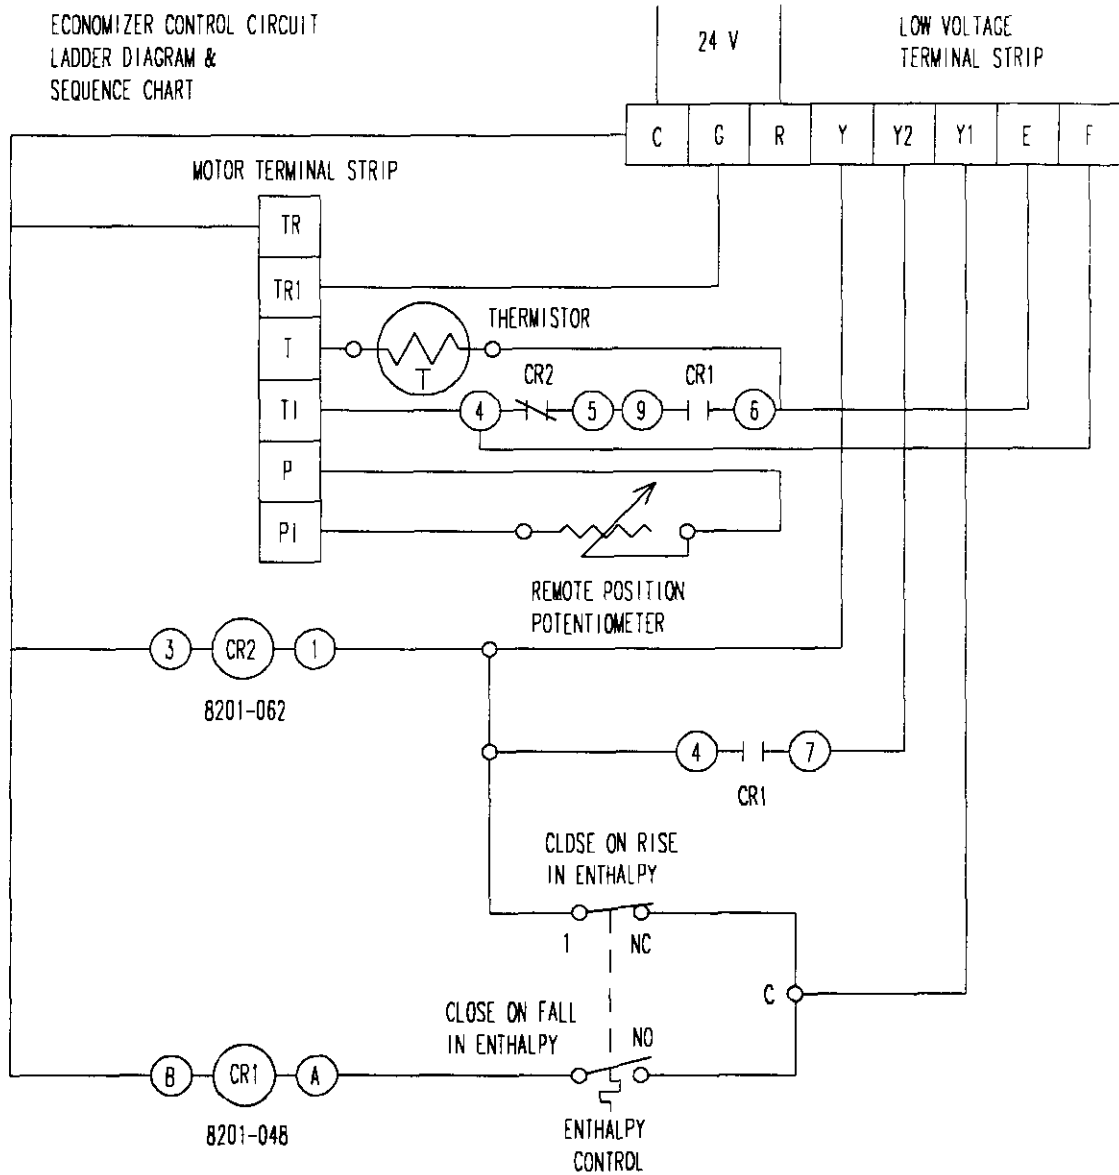 ECONOMIZER CONTROL CIRCUIT
LADDER DIAGRAM &
SEQUENCE CHART
24 V
LOW VOLTAGE
TERMINAL STRIP
C G R Y Y2 Y1 E F
MOTOR TERMINAL STRIP
TR
TR1
T
THERMISTOR
T
T1
4
CR2
5
9
CR1
6
P
P1
REMOTE POSITION
POTENTIOMETER
3
CR2
1
8201-062
4
7
CR1
CLOSE ON RISE
IN ENTHALPY
1
NC
C
CLOSE ON FALL
IN ENTHALPY
NO
B
CR1
A
8201-048
ENTHALPY
CONTROL